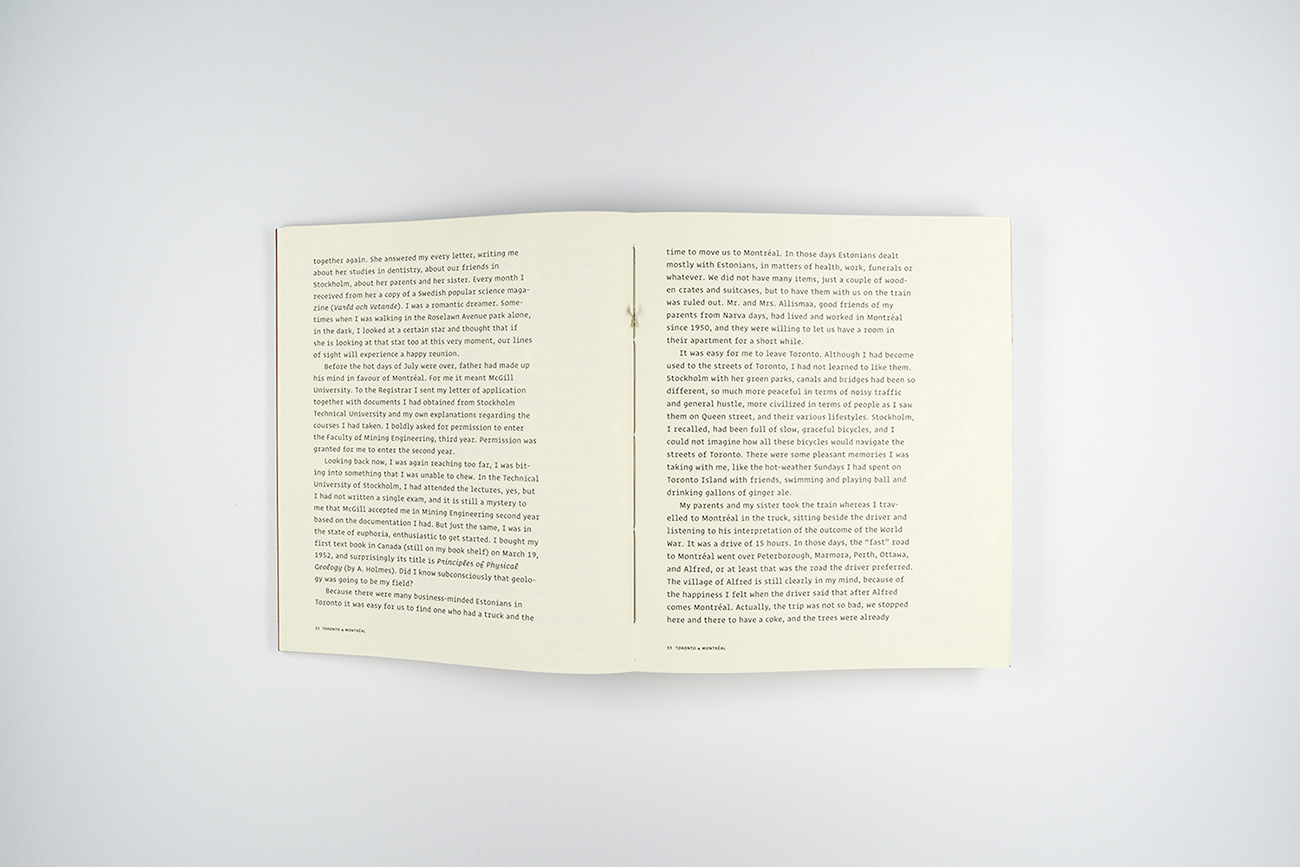 together again. She answered my every letter, writing me
about her studies in dentistry, about our friends in
Stockholm, about her parents and her sister. Every month I
received from her a copy of a Swedish popular science maga-
zine (Varld och Vetande). I was a romantic dreamer. Some-
times when I was walking in the Roselawn Avenue park alone,
in the dark, I looked at a certain star and thought that if
she is looking at that star too at this very moment, our lines
of sight will experience a happy reunion.
Before the hot days of July were over, father had made up
his mind in favour of Montréal. For me it meant McGill
University. To the Registrar I sent my letter of application
together with documents I had obtained from Stockholm
Technical University and my own explanations regarding the
courses I had taken. I boldly asked for permission to enter
the Faculty of Mining Engineering, third year. Permission was
granted for me to enter the second year.
Looking back now, I was again reaching too far, I was bit-
ing into something that I was unable to chew. In the Technical
University of Stockholm, I had attended the lectures, yes, but
I had not written a single exam, and it is still a mystery to
me that McGill accepted me in Mining Engineering second year
based on the documentation I had. But just the same, I was in
the state of euphoria, enthusiastic to get started. I bought my
first text book in Canada (still on my book shelf) on March 19,
1952, and surprisingly its title is Principles of Physical
Geology (by A. Holmes). Did I know subconsciously that geolo-
gy was going to be my field?
Because there were many business-minded Estonians in
Toronto it was easy for us to find one who had a truck and the
TORONTO & MONTRÉAL
time to move us to Montréal. In those days Estonians dealt
mostly with Estonians, in matters of health, work, funerals or
whatever. We did not have many items, just a couple of wood-
en crates and suitcases, but to have them with us on the train
was ruled out. Mr. and Mrs. Allismaa, good friends of my
parents from Narva days, had lived and worked in Montréal
since 1950, and they were willing to let us have a room in
their apartment for a short while.
It was easy for me to leave Toronto. Although I had become
used to the streets of Toronto, I had not learned to like them.
Stockholm with her green parks, canals and bridges had been so
different, so much more peaceful in terms of noisy traffic
and general hustle, more civilized in terms of people as I saw
them on Queen street, and their various lifestyles. Stockholm,
I recalled, had been full of slow, graceful bicycles, and I
could not imagine how all these bicycles would navigate the
streets of Toronto. There were some pleasant memories I was
taking with me, like the hot-weather Sundays I had spent on
Toronto Island with friends, swimming and playing ball and
drinking gallons of ginger ale.
My parents and my sister took the train whereas I trav-
elled to Montréal in the truck, sitting beside the driver and
listening to his interpretation of the outcome of the World
War. It was a drive of 15 hours. In those days, the “fast” road
to Montréal went over Peterborough, Marmora, Perth, Ottawa,
and Alfred, or at least that was the road the driver preferred.
The village of Alfred is still clearly in my mind, because of
the happiness I felt when the driver said that after Alfred
comes Montréal. Actually, the trip was not so bad, we stopped
here and there to have a coke, and the trees were already
TORONTO & MONTRÉAL